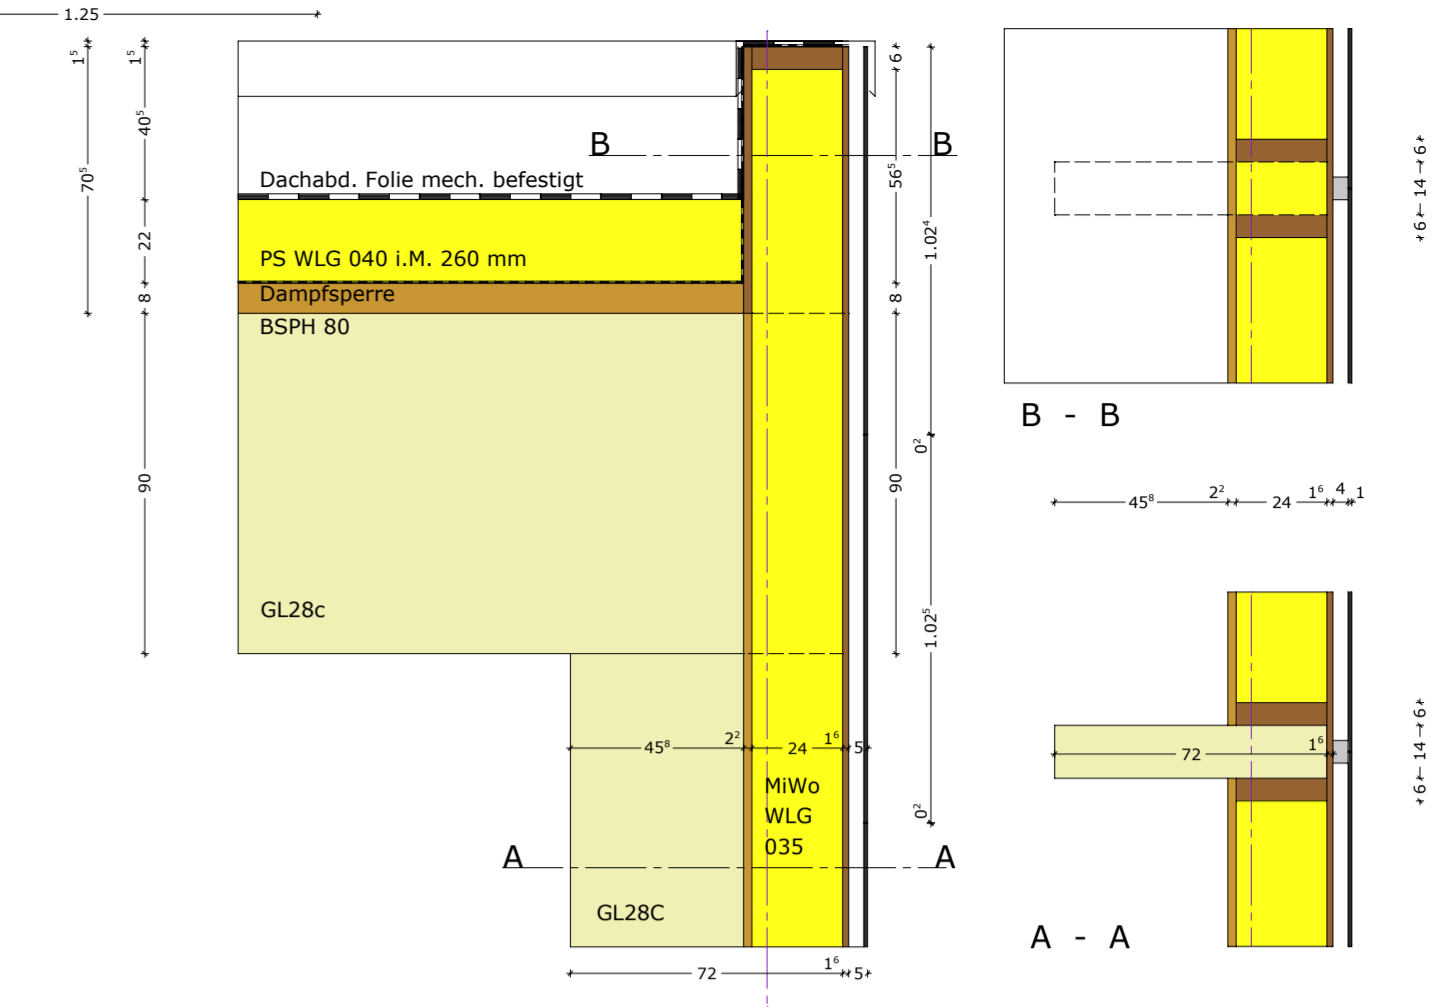 1.25
1⁵
1⁵
6
40⁵
B
B
6
14
6
70⁵
56⁵
Dachabd. Folie mech. befestigt
1.02⁴
22
PS WLG 040 i.M. 260 mm
8
Dampfsperre
8
BSPH 80
B - B
0²
90
90
45⁸ 2² 24 1⁶ 4 1
GL28c
1.02⁵
45⁸ 2² 24 1⁶ 5
72 1⁶
6
14
6
MiWo
WLG
035
0²
A
A
GL28C
A - A
72 1⁶ 5